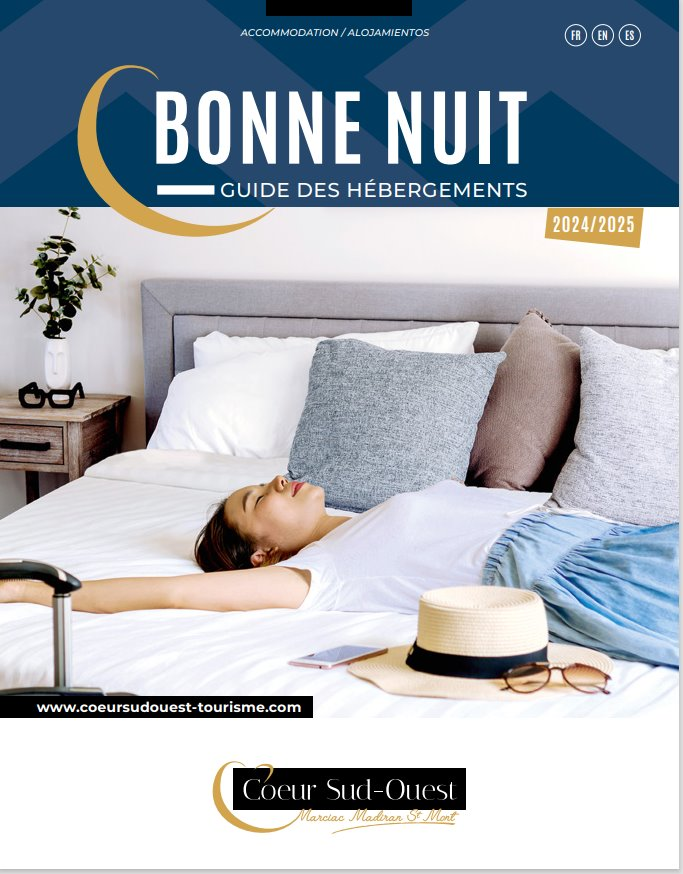 ACCOMMODATION / ALOJAMIENTOS
FR EN ES
BONNE NUIT
GUIDE DES HÉBERGEMENTS
2024/2025
www.coeursudouest-tourisme.com
Coeur Sud-Ouest
Marciac Madiran St Mont